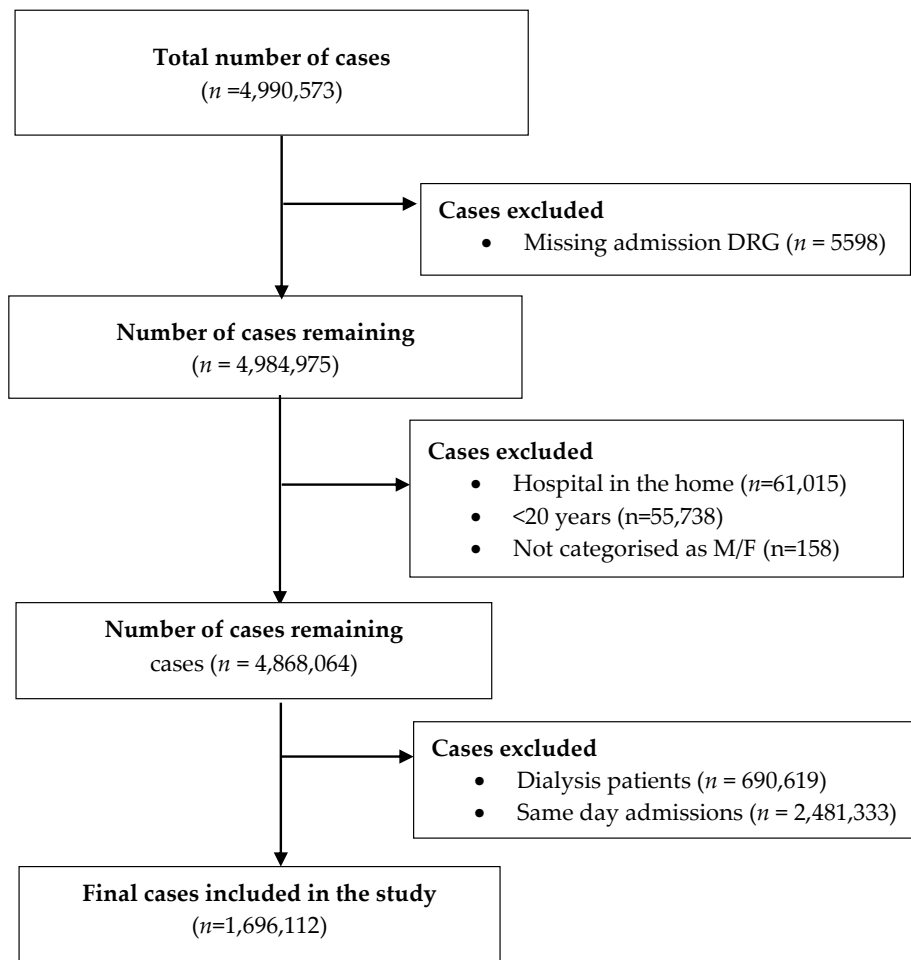 Total number of cases
(n =4,990,573)
Cases excluded
• Missing admission DRG (n = 5598)
Number of cases remaining
(n = 4,984,975)
Cases excluded
• Hospital in the home (n=61,015)
• <20 years (n=55,738)
• Not categorised as M/F (n=158)
Number of cases remaining
cases (n = 4,868,064)
Cases excluded
• Dialysis patients (n = 690,619)
• Same day admissions (n = 2,481,333)
Final cases included in the study
(n=1,696,112)